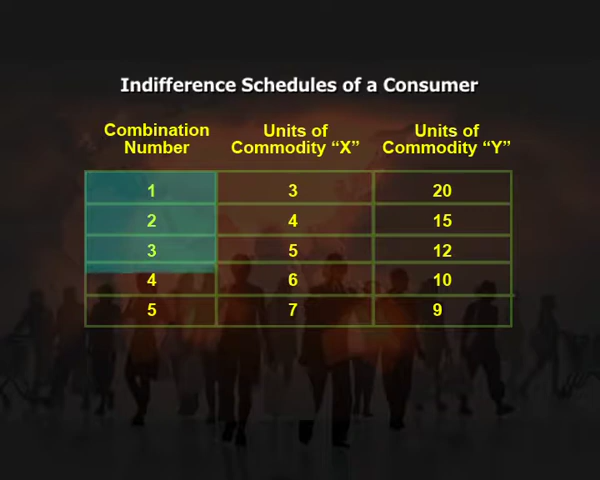 Indifference Schedules of a Consumer
Combination Number Units of Commodity “X” Units of Commodity “Y”
1 3 20
2 4 15
3 5 12
4 6 10
5 7 9